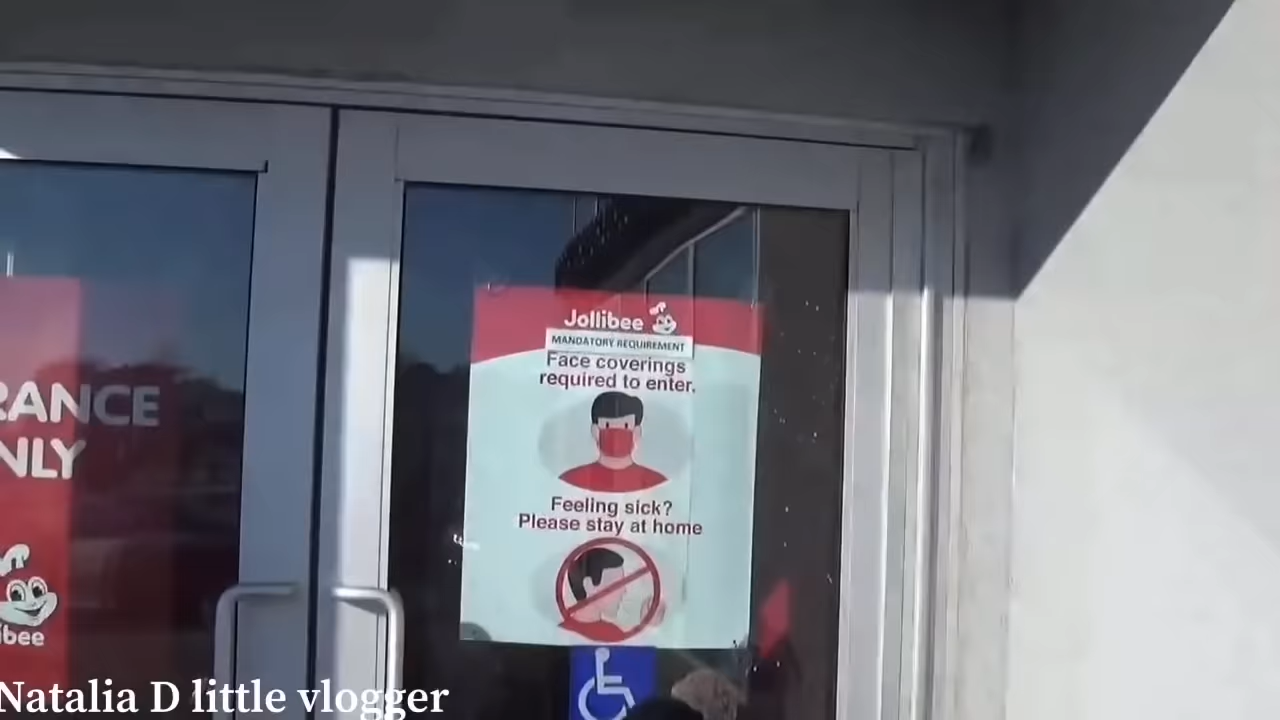 Jollibee
MANDATORY REQUIREMENT
Face coverings
required to enter.
Feeling sick?
Please stay at home
RANCE
NLY
ibee
Natalia D little vlogger